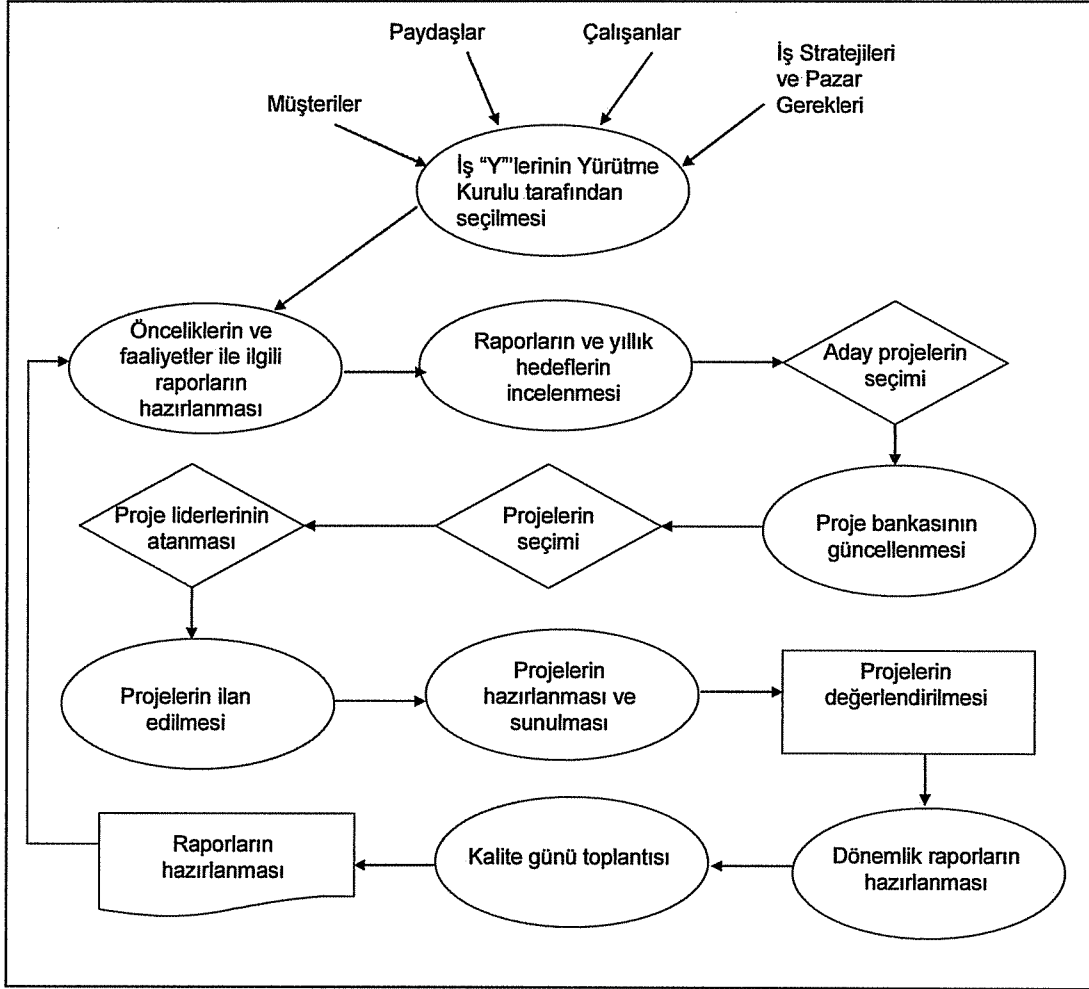 Paydaşlar
Çalışanlar
İş Stratejileri
ve Pazar
Gerekleri
Müşteriler
İş “Y”’lerinin Yürütme
Kurulu tarafından
seçilmesi
Önceliklerin ve
faaliyetler ile ilgili
raporların
hazırlanması
Raporların ve yıllık
hedeflerin
incelenmesi
Aday projelerin
seçimi
Proje liderlerinin
atanması
Projelerin
seçimi
Proje bankasının
güncellenmesi
Projelerin ilan
edilmesi
Projelerin
hazırlanması ve
sunulması
Projelerin
değerlendirilmesi
Raporların
hazırlanması
Kalite günü toplantısı
Dönemlik raporların
hazırlanması